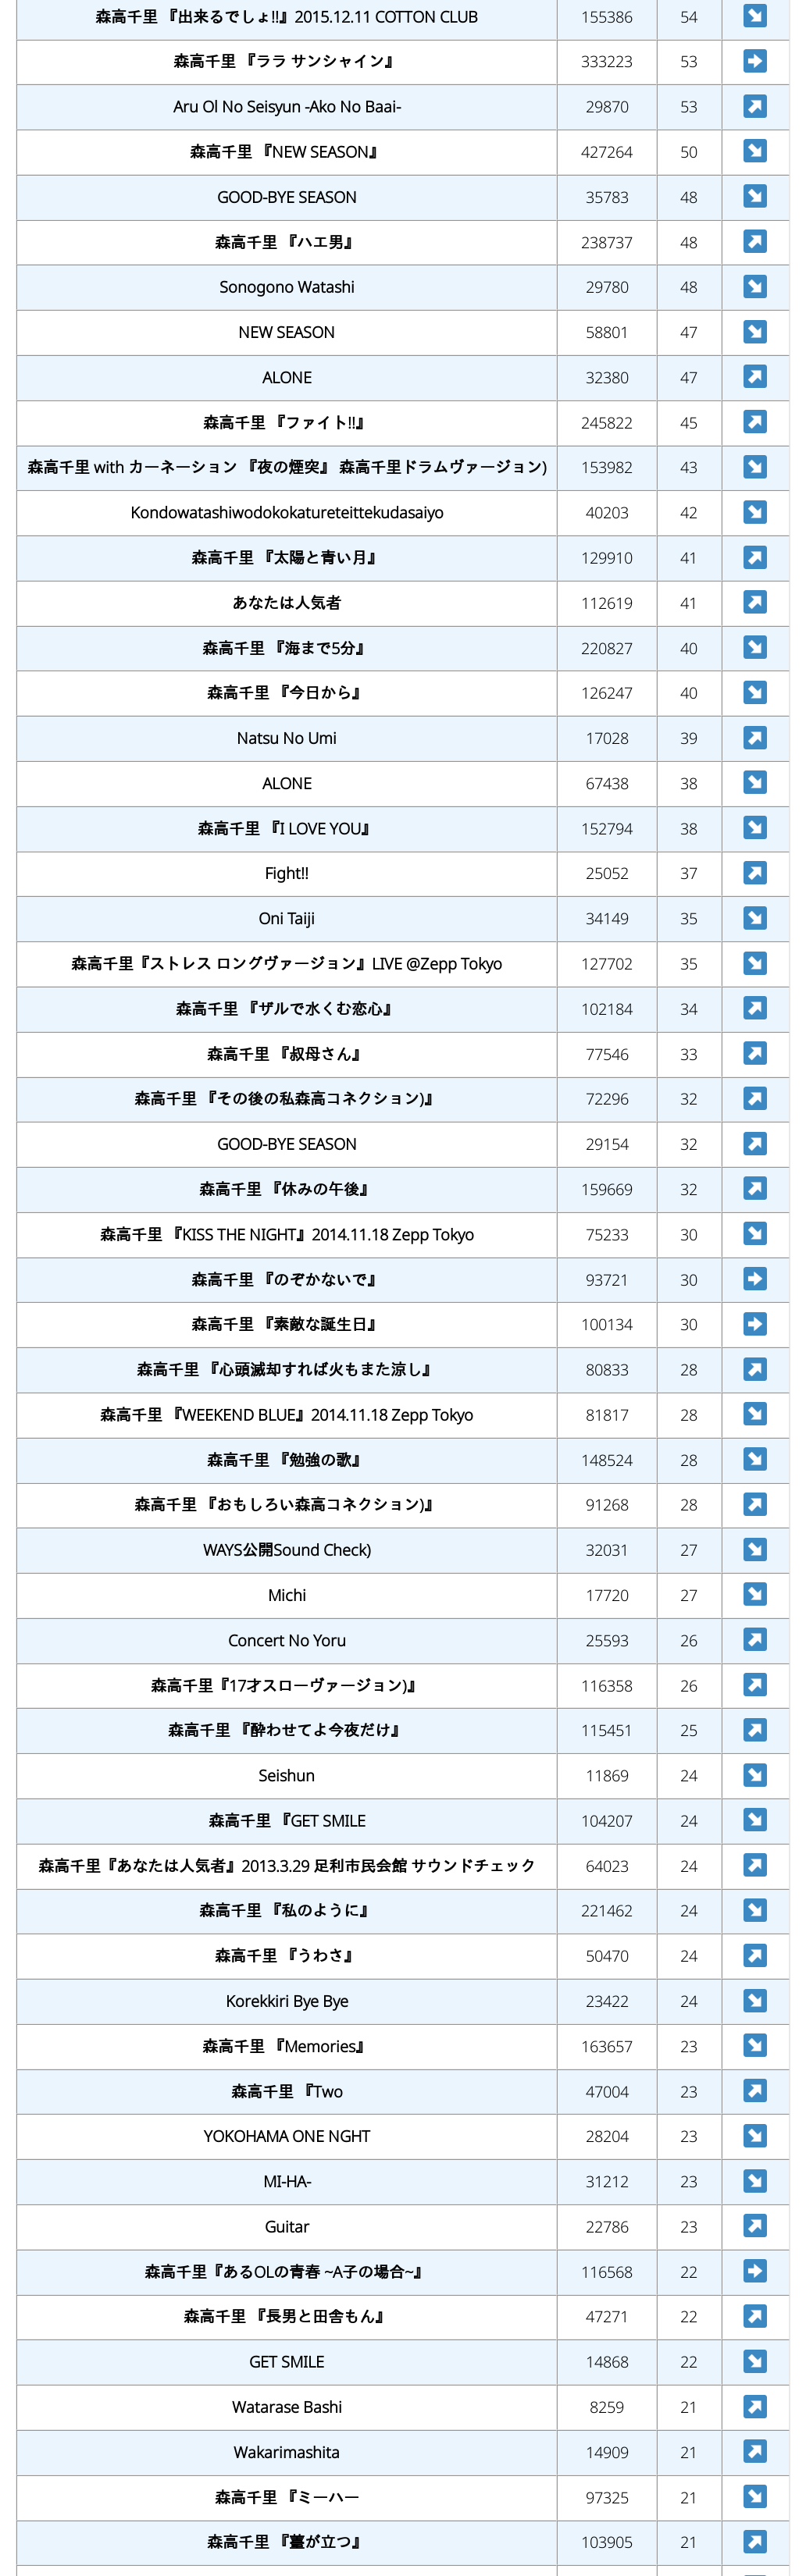 森高千里 『出来るでしょ!!』2015.12.11 COTTON CLUB 155386 54
森高千里 『ララ サンシャイン』 333223 53
Aru Ol No Seisyun -Ako No Baai- 29870 53
森高千里 『NEW SEASON』 427264 50
GOOD-BYE SEASON 35783 48
森高千里 『ハエ男』 238737 48
Sonogono Watashi 29780 48
NEW SEASON 58801 47
ALONE 32380 47
森高千里 『ファイト!!』 245822 45
森高千里 with カーネーション 『夜の煙突』 森高千里ドラムヴァージョン) 153982 43
Kondowatashiwodokokatureteittekudasaiyo 40203 42
森高千里 『太陽と青い月』 129910 41
あなたは人気者 112619 41
森高千里 『海まで5分』 220827 40
森高千里 『今日から』 126247 40
Natsu No Umi 17028 39
ALONE 67438 38
森高千里 『I LOVE YOU』 152794 38
Fight!! 25052 37
Oni Taiji 34149 35
森高千里『ストレス ロングヴァージョン』LIVE @Zepp Tokyo 127702 35
森高千里 『ザルで水くむ恋心』 102184 34
森高千里 『叔母さん』 77546 33
森高千里 『その後の私森高コネクション)』 72296 32
GOOD-BYE SEASON 29154 32
森高千里 『休みの午後』 159669 32
森高千里 『KISS THE NIGHT』2014.11.18 Zepp Tokyo 75233 30
森高千里 『のぞかないで』 93721 30
森高千里 『素敵な誕生日』 100134 30
森高千里 『心頭滅却すれば火もまた涼し』 80833 28
森高千里 『WEEKEND BLUE』2014.11.18 Zepp Tokyo 81817 28
森高千里 『勉強の歌』 148524 28
森高千里 『おもしろい森高コネクション)』 91268 28
WAYS公開Sound Check) 32031 27
Michi 17720 27
Concert No Yoru 25593 26
森高千里『17才スローヴァージョン)』 116358 26
森高千里 『酔わせてよ今夜だけ』 115451 25
Seishun 11869 24
森高千里 『GET SMILE 104207 24
森高千里『あなたは人気者』2013.3.29 足利市民会館 サウンドチェック 64023 24
森高千里 『私のように』 221462 24
森高千里 『うわさ』 50470 24
Korekkiri Bye Bye 23422 24
森高千里 『Memories』 163657 23
森高千里 『Two 47004 23
YOKOHAMA ONE NGHT 28204 23
MI-HA- 31212 23
Guitar 22786 23
森高千里『あるOLの青春 ~A子の場合~』 116568 22
森高千里 『長男と田舎もん』 47271 22
GET SMILE 14868 22
Watarase Bashi 8259 21
Wakarimashita 14909 21
森高千里 『ミーハー 97325 21
森高千里 『薹が立つ』 103905 21